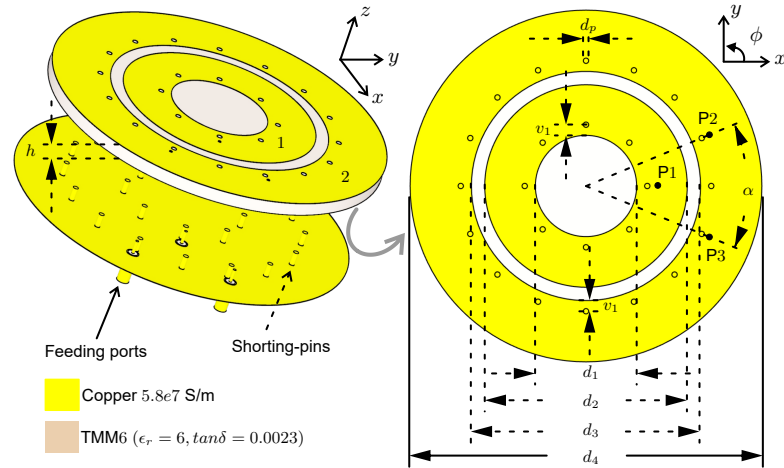 z
y
x
h
1
2
Feeding ports
Shorting-pins
Copper 5.8e7 S/m
TMM6 (ϵr = 6, tanδ = 0.0023)
dp
y
ϕ
x
v1
P2
P1
α
P3
v1
d1
d2
d3
d4